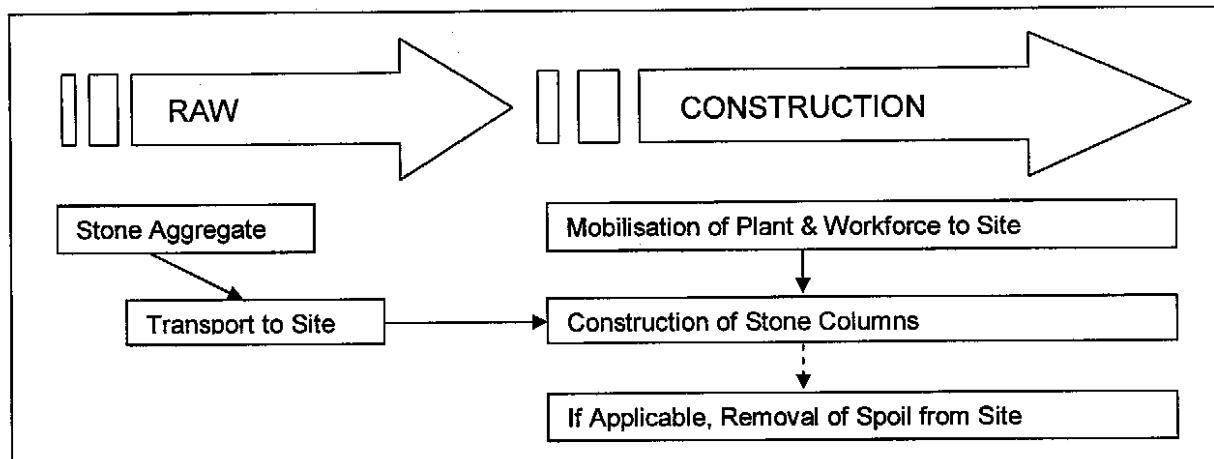 RAW
CONSTRUCTION
Stone Aggregate
Mobilisation of Plant & Workforce to Site
Transport to Site
Construction of Stone Columns
If Applicable, Removal of Spoil from Site